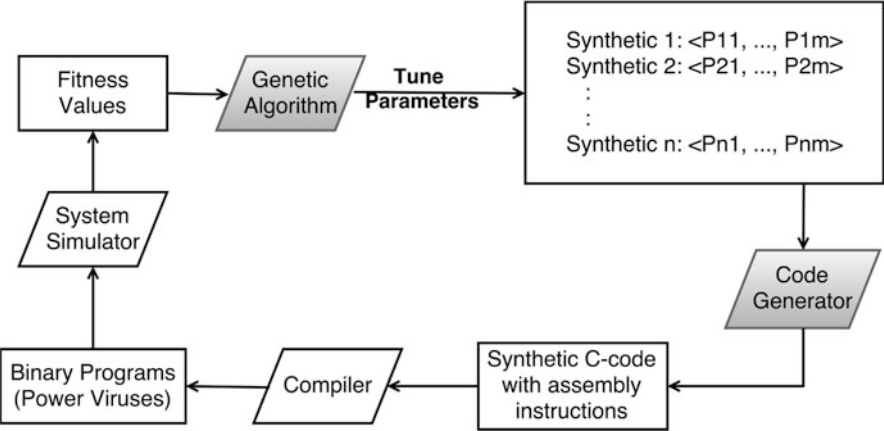 Fitness
Values
Genetic
Algorithm
Tune
Parameters
Synthetic 1: <P11, ..., P1m>
Synthetic 2: <P21, ..., P2m>
:
:
Synthetic n: <Pn1, ..., Pnm>
System
Simulator
Code
Generator
Binary Programs
(Power Viruses)
Compiler
Synthetic C-code
with assembly
instructions